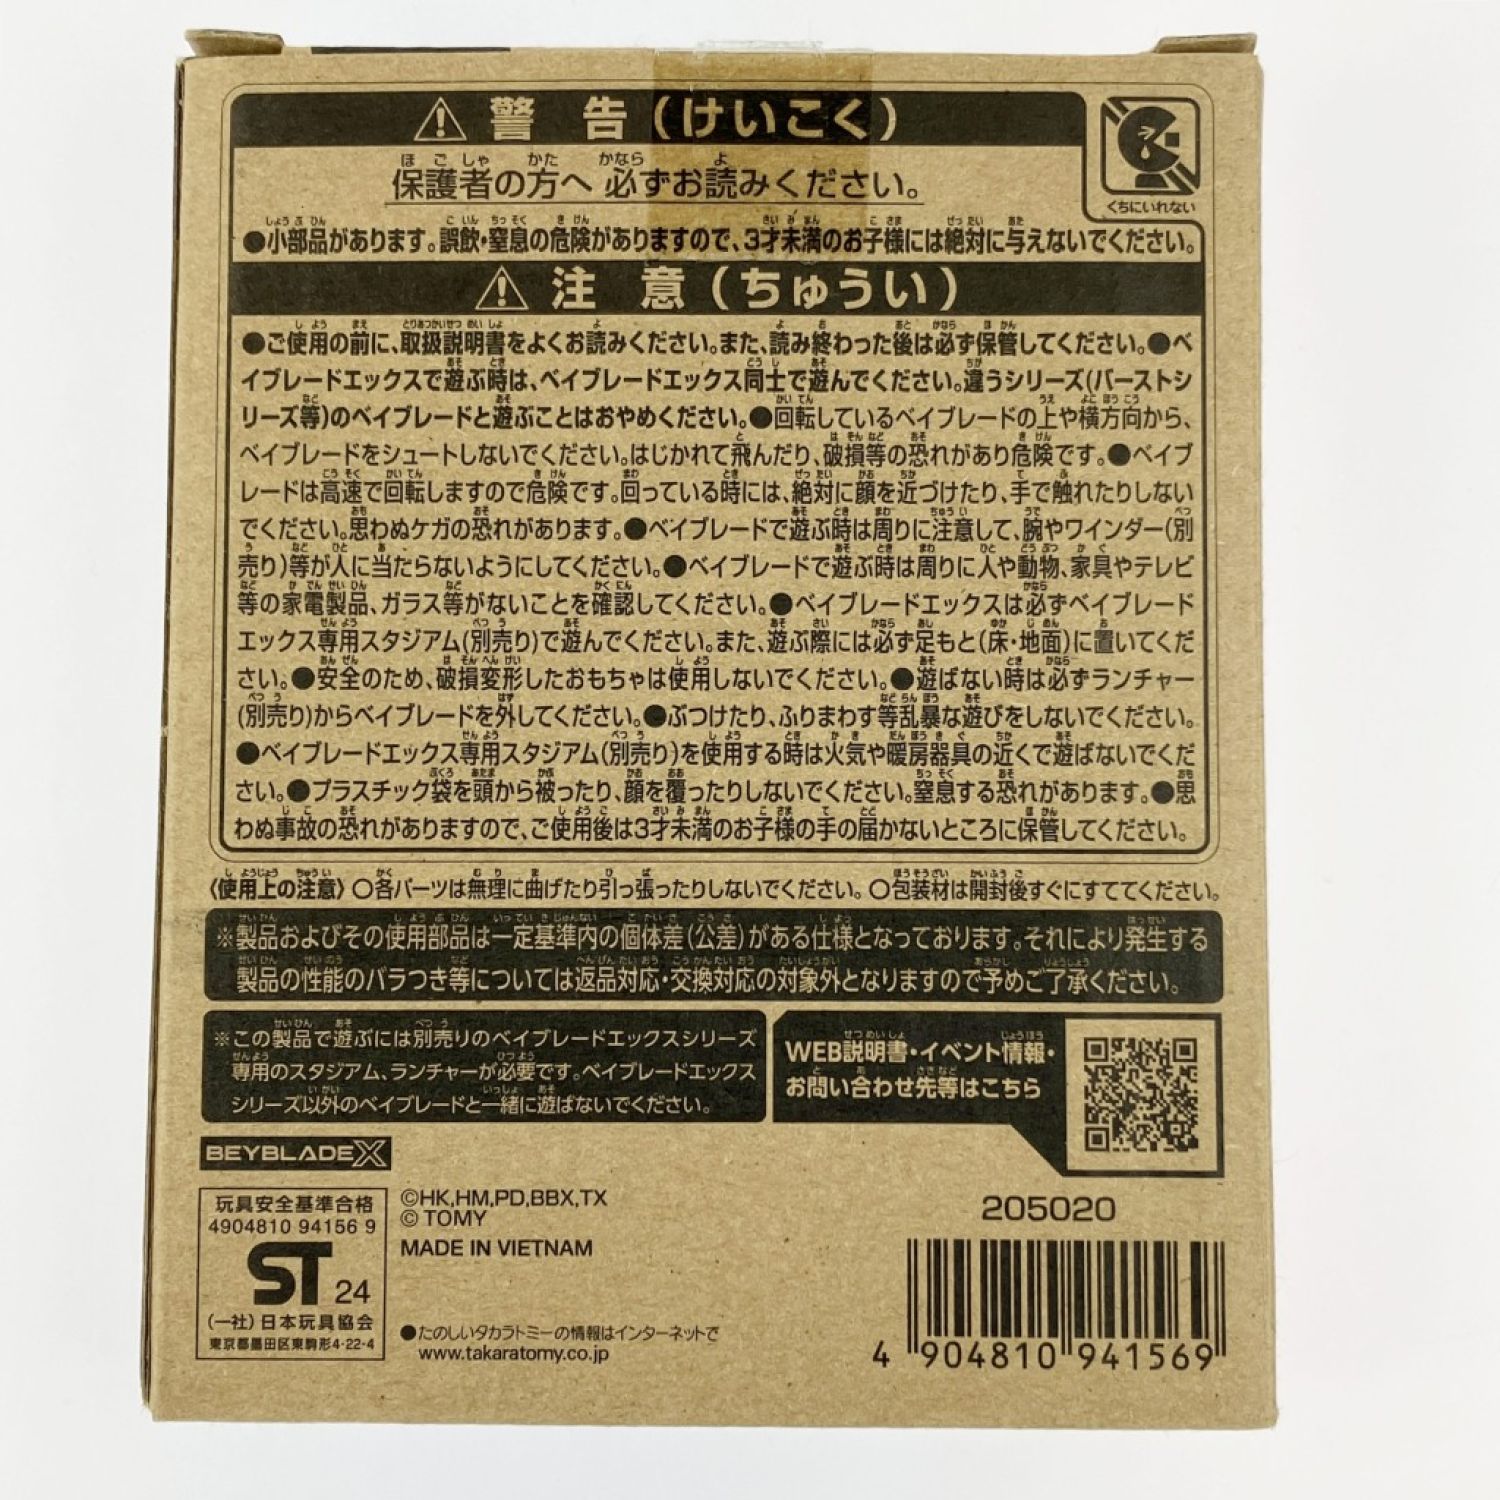 警告(けいこく)
保護者の方へ 必ずお読みください。
くちにいれない
●小部品があります。誤飲・窒息の危険がありますので、3才未満のお子様には絶対に与えないでください。
注意(ちゅうい)
●ご使用の前に、取扱説明書をよくお読みください。また、読み終わった後は必ず保管してください。●ベ
イブレードエックスで遊ぶ時は、ベイブレードエックス同士で遊んでください。違うシリーズ(バーストシ
リーズ等)のベイブレードと遊ぶことはおやめください。●回転しているベイブレードの上や横方向から、
ベイブレードをシュートしないでください。はじかれて飛んだり、破損等の恐れがあり危険です。●ベイブ
レードは高速で回転しますので危険です。回っている時には、絶対に顔を近づけたり、手で触れたりしない
でください。思わぬケガの恐れがあります。●ベイブレードで遊ぶ時は周りに注意して、腕やワインダー(別
売り)等が人に当たらないようにしてください。●ベイブレードで遊ぶ時は周りに人や動物、家具やテレビ
等の家電製品、ガラス等がないことを確認してください。●ベイブレードエックスは必ずベイブレード
エックス専用スタジアム(別売り)で遊んでください。また、遊ぶ際には必ず足もと(床・地面)に置いてくだ
さい。●安全のため、破損変形したおもちゃは使用しないでください。●遊ばない時は必ずランチャー
(別売り)からベイブレードを外してください。●ぶつけたり、ふりまわす等乱暴な遊びをしないでください。
●ベイブレードエックス専用スタジアム(別売り)を使用する時は火気や暖房器具の近くで遊ばないでくだ
さい。●プラスチック袋を頭から被ったり、顔を覆ったりしないでください。窒息する恐れがあります。●思
わぬ事故の恐れがありますので、ご使用後は3才未満のお子様の手の届かないところに保管してください。
〈使用上の注意〉○各パーツは無理に曲げたり引っ張ったりしないでください。○包装材は開封後すぐにすててください。
※製品およびその使用部品は一定基準内の個体差(公差)がある仕様となっております。それにより発生する
製品の性能のバラつき等については返品対応・交換対応の対象外となりますので予めご了承ください。
※この製品で遊ぶには別売りのベイブレードエックスシリーズ
専用のスタジアム、ランチャーが必要です。ベイブレードエックス
シリーズ以外のベイブレードと一緒に遊ばないでください。
WEB説明書・イベント情報・
お問い合わせ先等はこちら
BEYBLADE X
玩具安全基準合格
4904810 94156 9
ST 24
(一社)日本玩具協会
東京都墨田区東駒形4-22-4
©HK,HM,PD,BBX,TX
© TOMY
MADE IN VIETNAM
●たのしいタカラトミーの情報はインターネットで
www.takaratomy.co.jp
205020
4 904810 941569